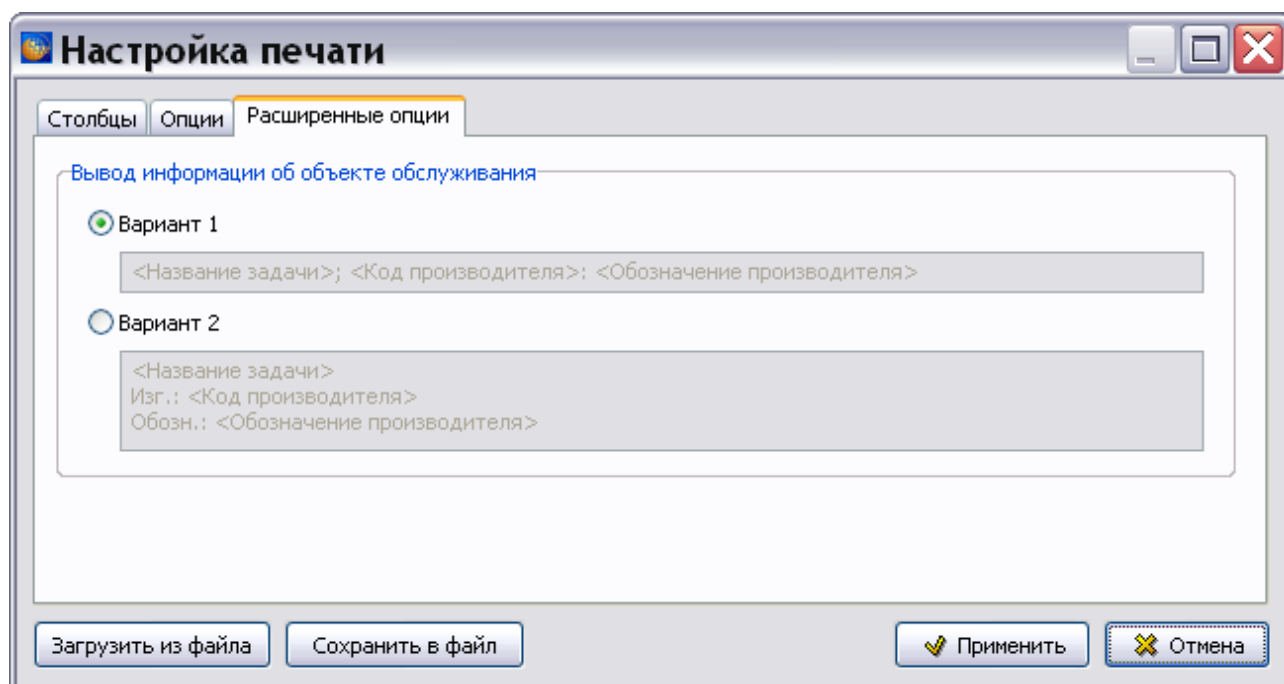 Настройка печати
Столбцы Опции Расширенные опции
Вывод информации об объекте обслуживания
Вариант 1
<Название задачи>; <Код производителя>: <Обозначение производителя>
Вариант 2
<Название задачи>
Изг.: <Код производителя>
Обозн.: <Обозначение производителя>
Загрузить из файла Сохранить в файл Применить Отмена